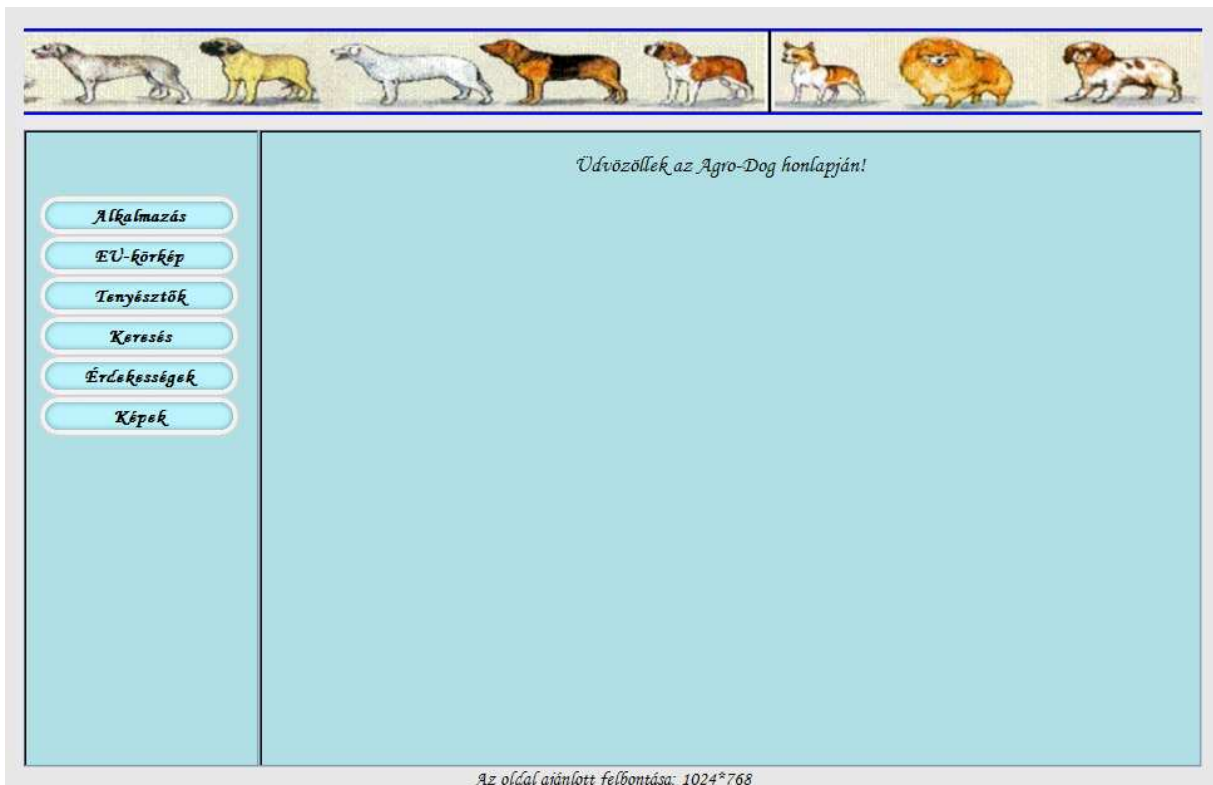 Üdvözöllek az Agro-Dog honlapján!
Alkalmazás
EU-körkép
Tenyésztők
Keresés
Érdekességek
Képek
Az oldal ajánlott felbontása: 1024*768